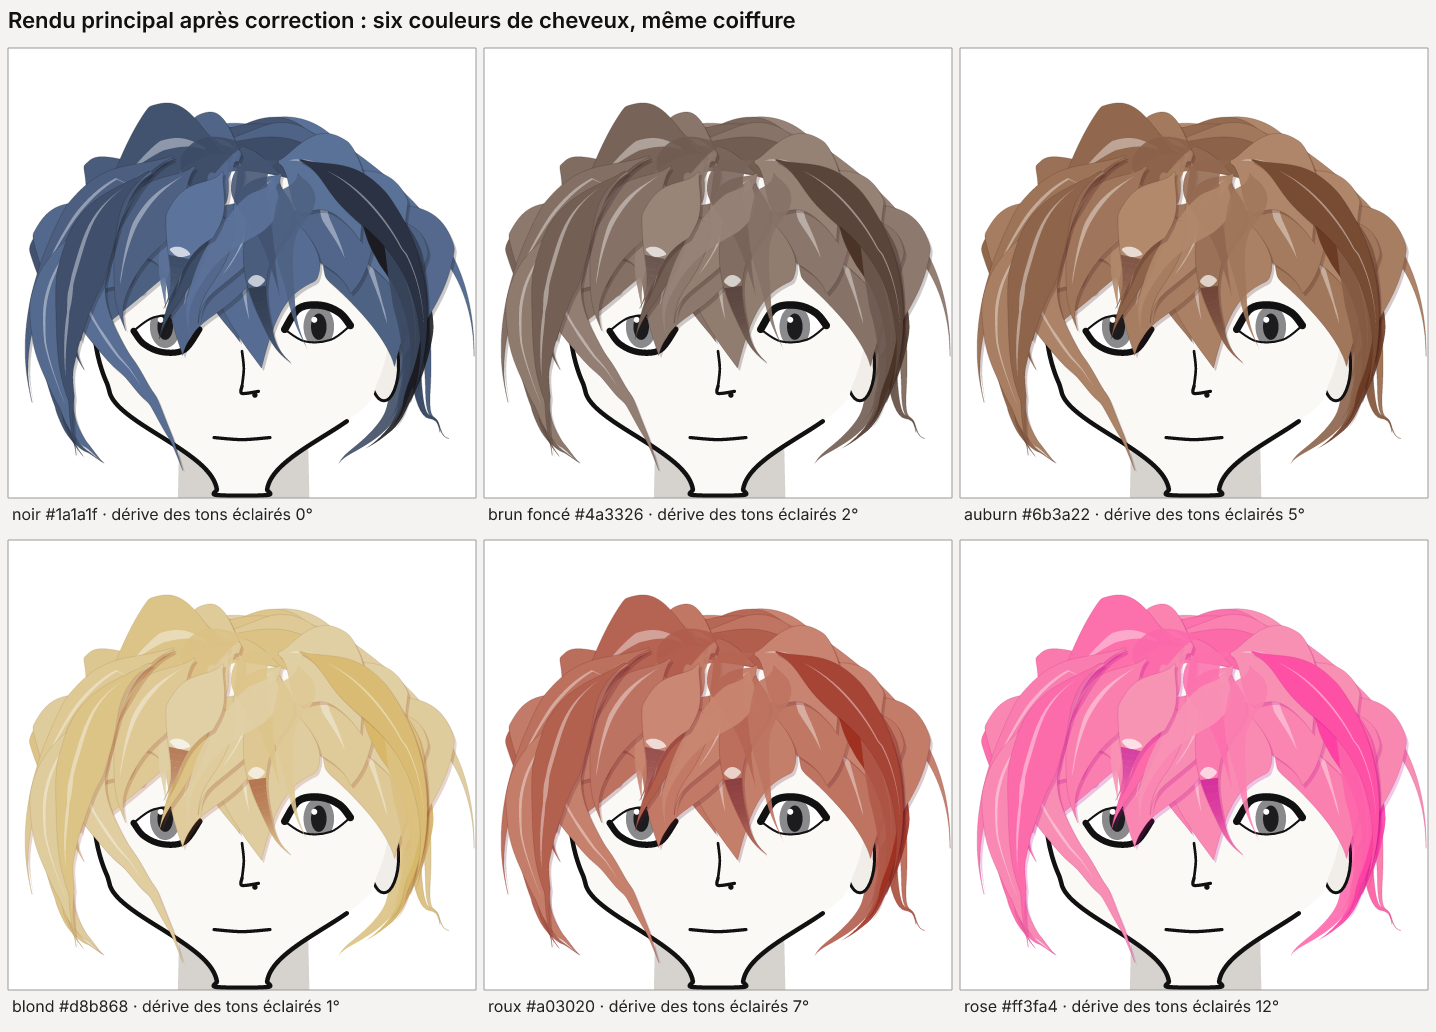 Rendu principal après correction : six couleurs de cheveux, même coiffure
noir #1a1a1f · dérive des tons éclairés 0°
brun foncé #4a3326 · dérive des tons éclairés 2°
auburn #6b3a22 · dérive des tons éclairés 5°
blond #d8b868 · dérive des tons éclairés 1°
roux #a03020 · dérive des tons éclairés 7°
rose #ff3fa4 · dérive des tons éclairés 12°